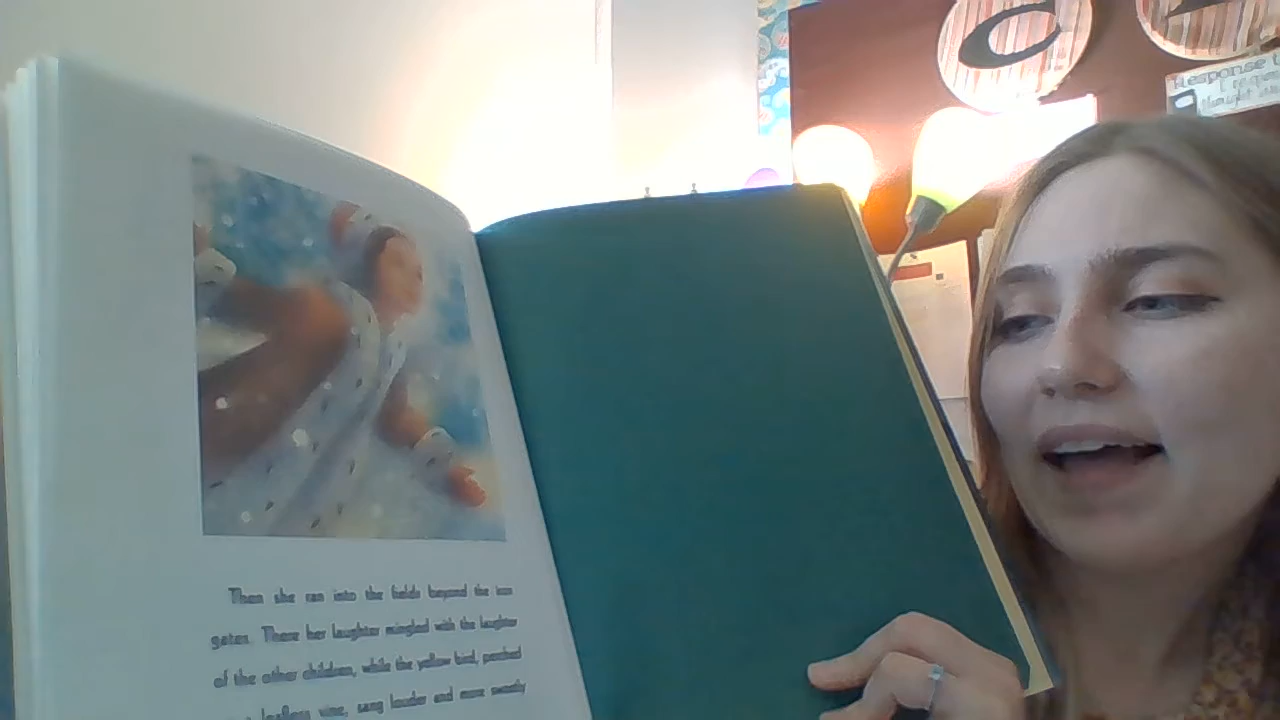 Then she ran into the fields beyond the iron
gates. There her laughter mingled with the laughter
of the other children, while the yellow bird, perched
leafless vine, sang louder and more sweetly
Response t